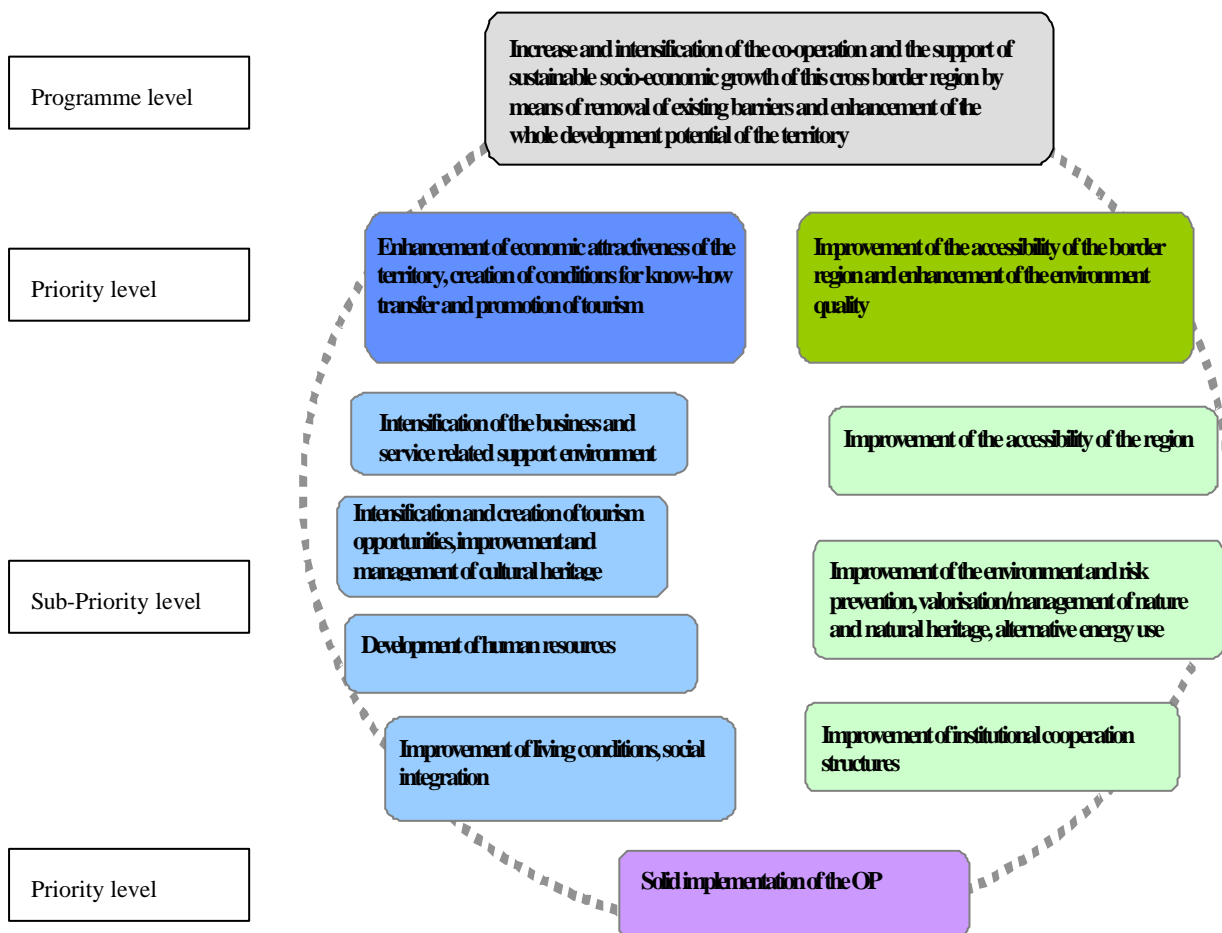 Programme level
Increase and intensification of the co-operation and the support of
sustainable socio-economic growth of this cross border region by
means of removal of existing barriers and enhancement of the
whole development potential of the territory
Priority level
Enhancement of economic attractiveness of the
territory, creation of conditions for know-how
transfer and promotion of tourism
Improvement of the accessibility of the border
region and enhancement of the environment
quality
Sub-Priority level
Intensification of the business and
service related support environment
Intensification and creation of tourism
opportunities, improvement and
management of cultural heritage
Development of human resources
Improvement of living conditions, social
integration
Improvement of the accessibility of the region
Improvement of the environment and risk
prevention, valorisation/management of nature
and natural heritage, alternative energy use
Improvement of institutional cooperation
structures
Priority level
Solid implementation of the OP